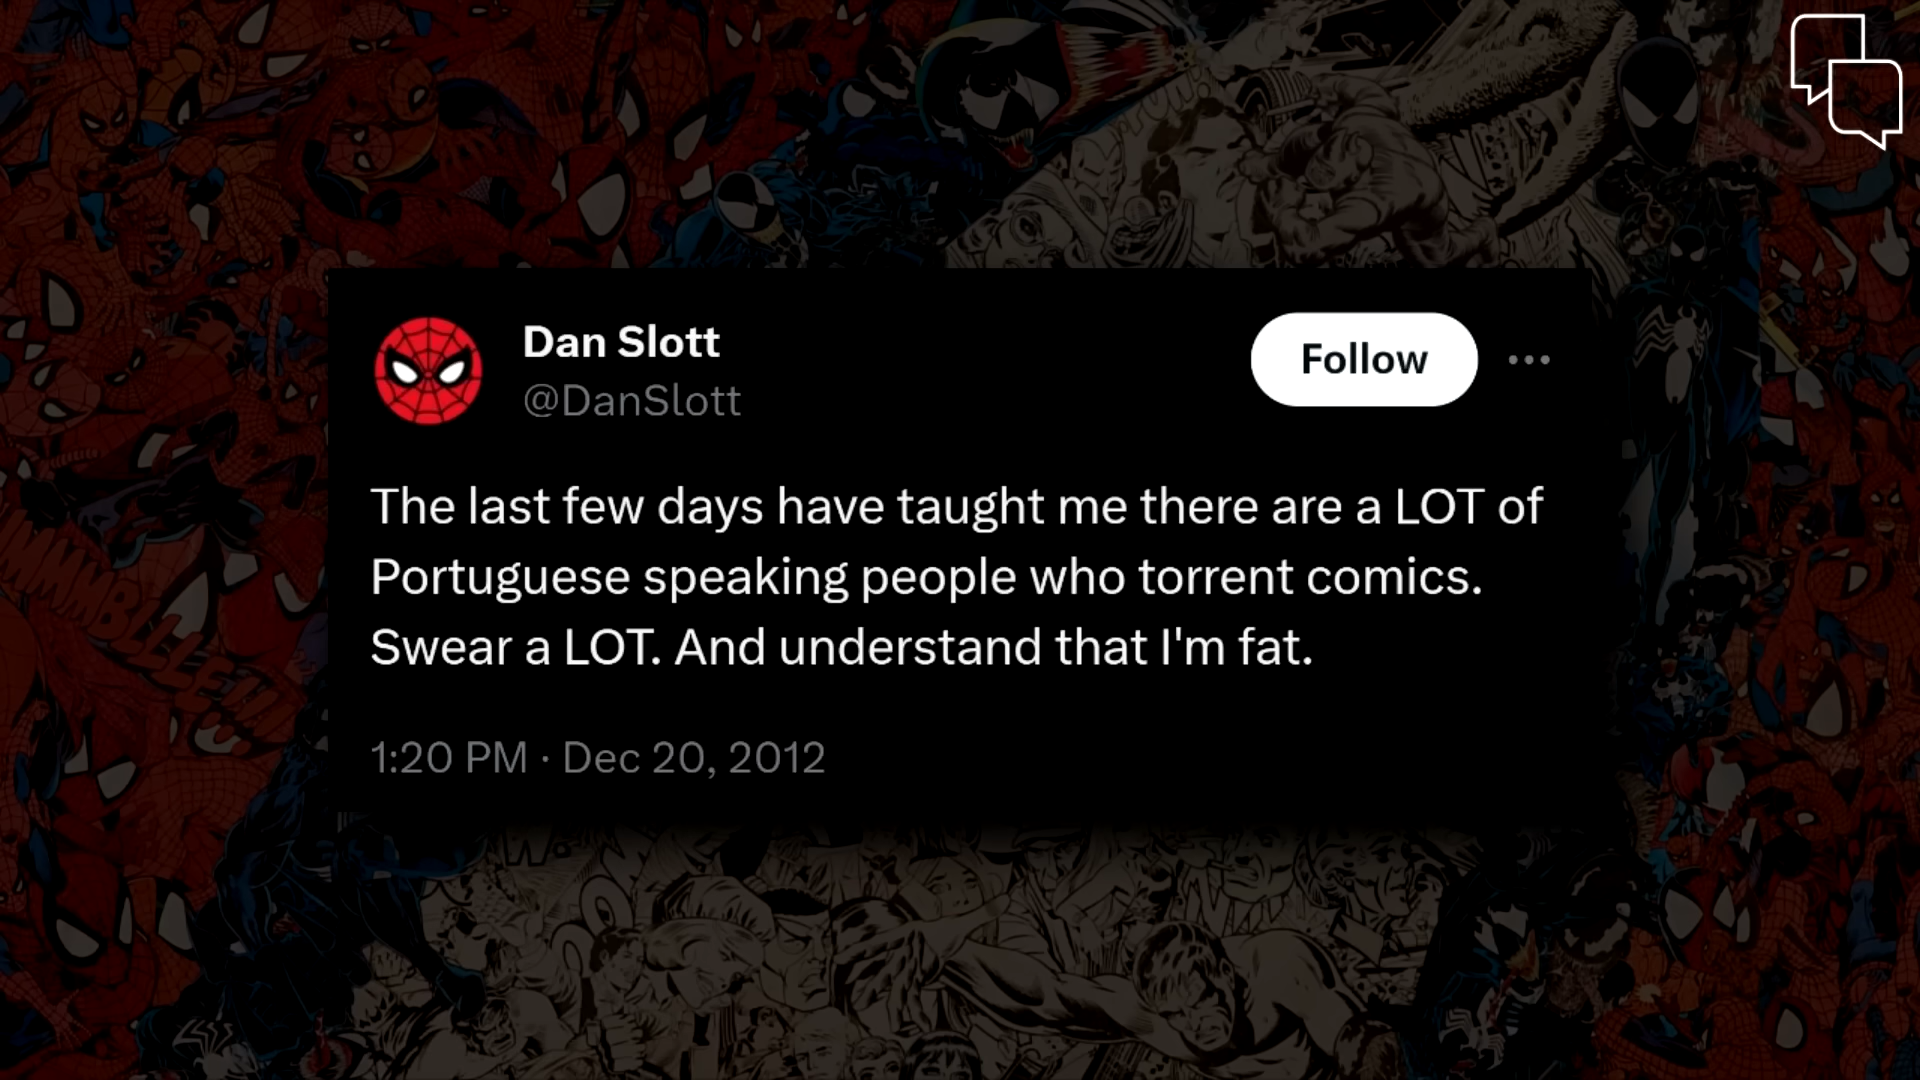 Dan Slott
@DanSlott
Follow
The last few days have taught me there are a LOT of
Portuguese speaking people who torrent comics.
Swear a LOT. And understand that I'm fat.
1:20 PM · Dec 20, 2012